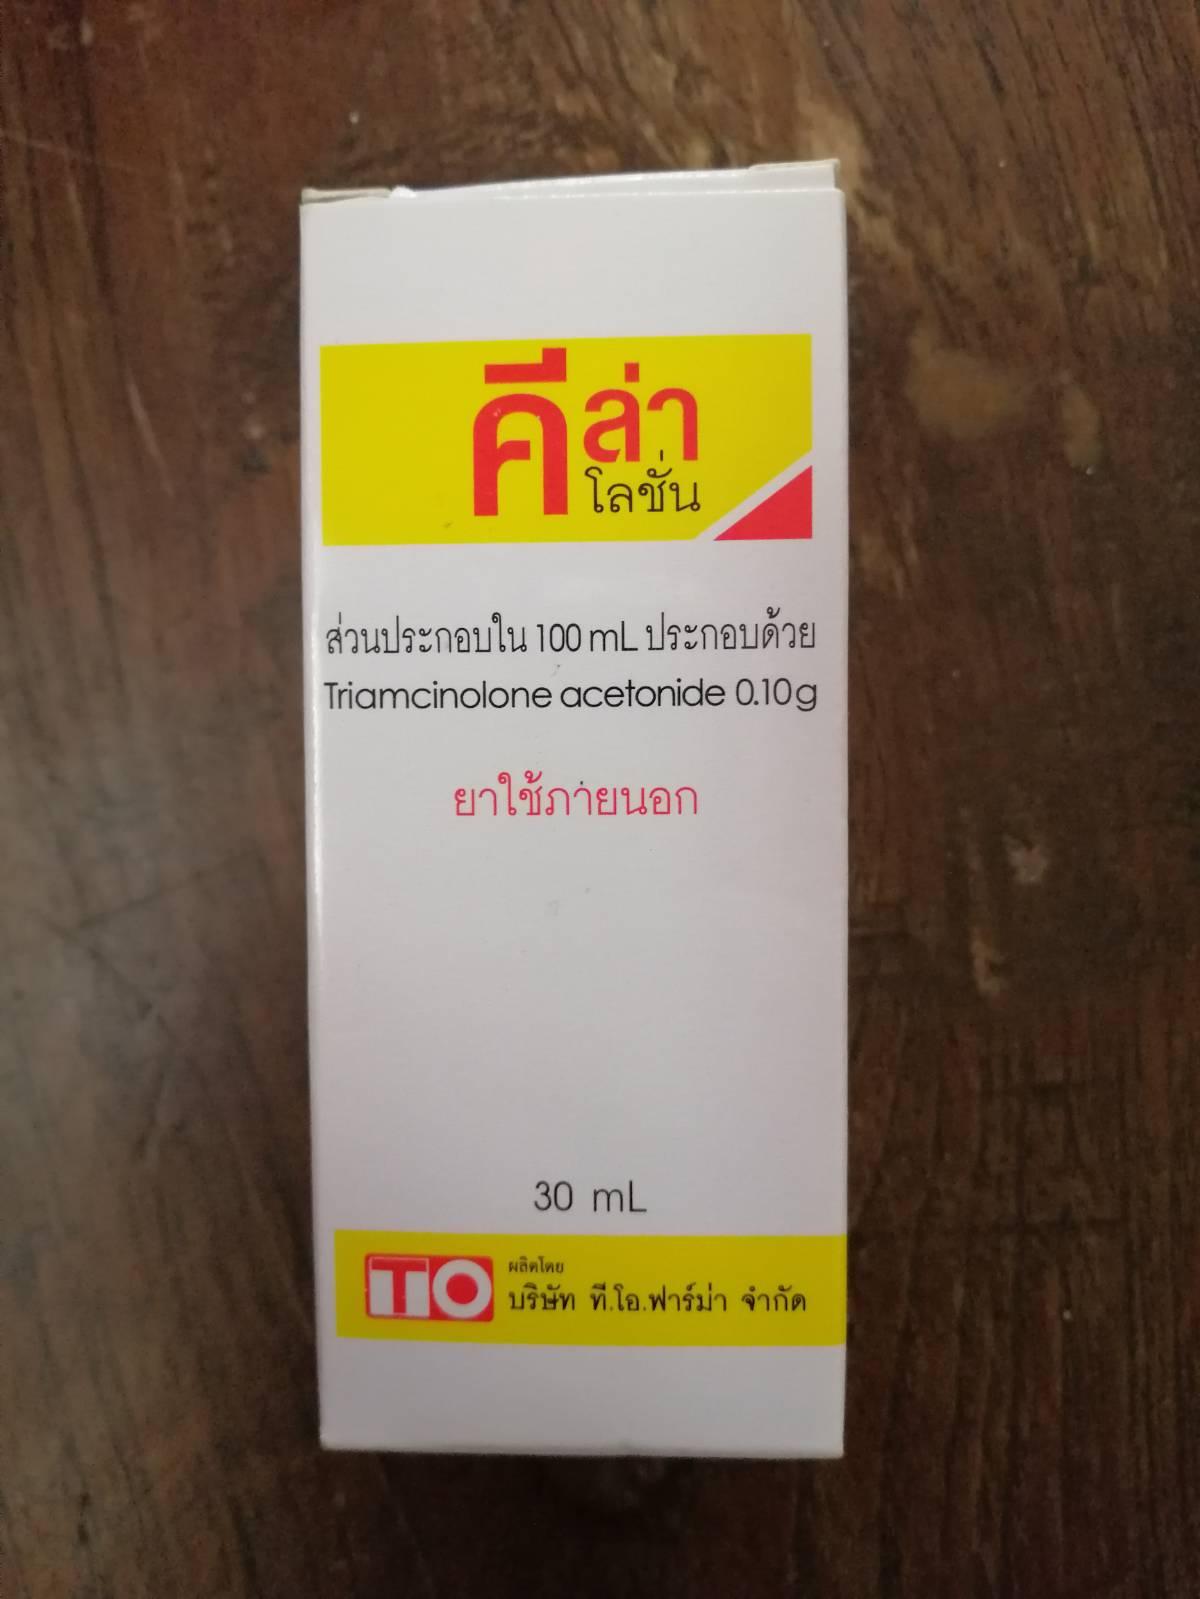 คีล่า
โลชั่น
ส่วนประกอบใน 100 mL ประกอบด้วย
Triamcinolone acetonide 0.10g
ยาใช้ภายนอก
30 mL
TO
ผลิตโดย
บริษัท ที.โอ.ฟาร์ม่า จำกัด